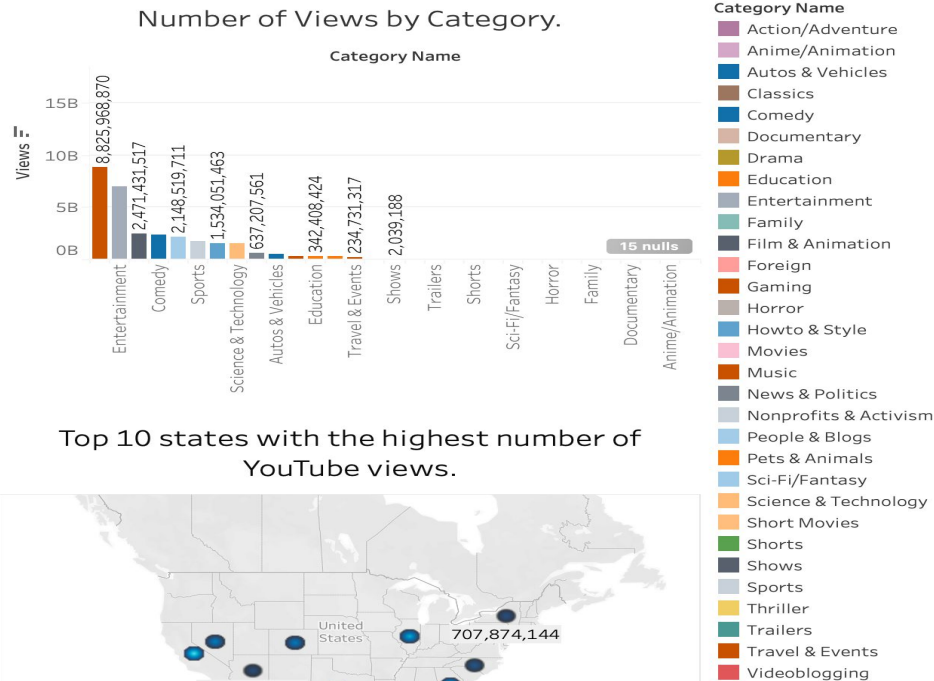 Number of Views by Category.
Category Name
Views
15B
10B
5B
0B
8,825,968,870
2,471,431,517
2,148,519,711
1,534,051,463
637,207,561
342,408,424
234,731,317
2,039,188
15 nulls
Entertainment
Comedy
Sports
Science & Technology
Autos & Vehicles
Education
Travel & Events
Shows
Trailers
Shorts
Sci-Fi/Fantasy
Horror
Family
Documentary
Anime/Animation
Top 10 states with the highest number of
YouTube views.
United
States
707,874,144
Category Name
Action/Adventure
Anime/Animation
Autos & Vehicles
Classics
Comedy
Documentary
Drama
Education
Entertainment
Family
Film & Animation
Foreign
Gaming
Horror
Howto & Style
Movies
Music
News & Politics
Nonprofits & Activism
People & Blogs
Pets & Animals
Sci-Fi/Fantasy
Science & Technology
Short Movies
Shorts
Shows
Sports
Thriller
Trailers
Travel & Events
Videoblogging